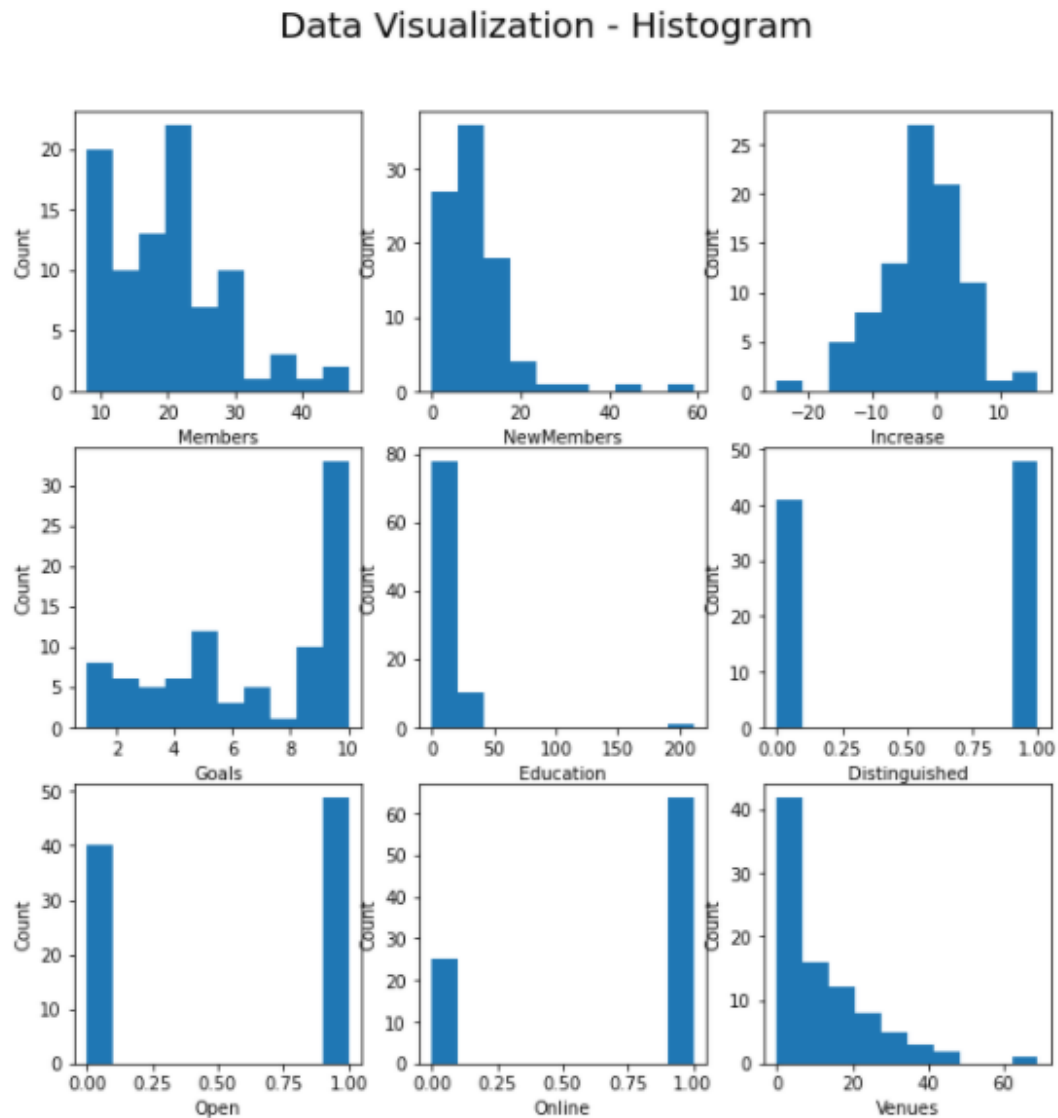 Data Visualization - Histogram
20
15
10
5
0
Count
10 20 30 40
Members
30
20
10
0
Count
0 20 40 60
NewMembers
25
20
15
10
5
0
Count
−20 −10 0 10
Increase
30
25
20
15
10
5
0
Count
2 4 6 8 10
Goals
80
60
40
20
0
Count
0 50 100 150 200
Education
50
40
30
20
10
0
Count
0.00 0.25 0.50 0.75 1.00
Distinguished
50
40
30
20
10
0
Count
0.00 0.25 0.50 0.75 1.00
Open
60
50
40
30
20
10
0
Count
0.00 0.25 0.50 0.75 1.00
Online
40
30
20
10
0
Count
0 20 40 60
Venues